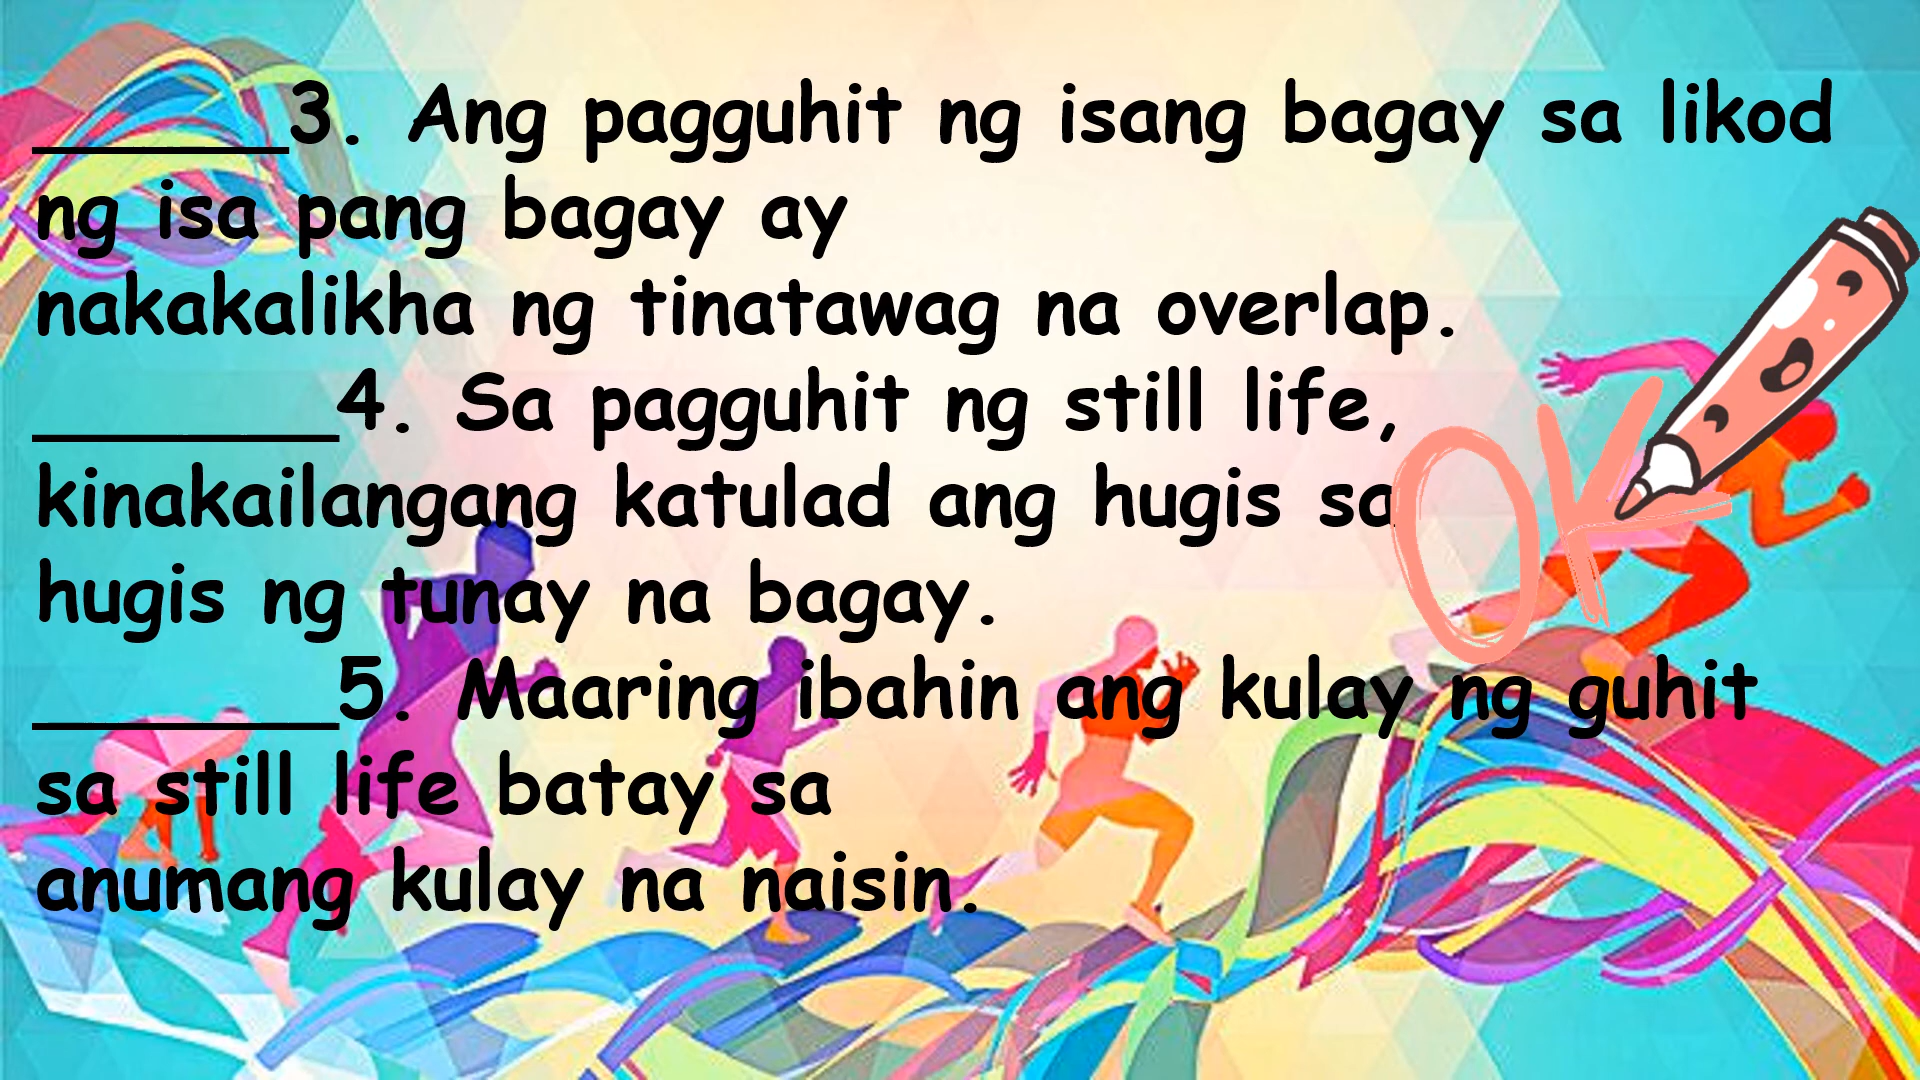 ______3. Ang pagguhit ng isang bagay sa likod
ng isa pang bagay ay
nakakalikha ng tinatawag na overlap.
______4. Sa pagguhit ng still life,
kinakailangang katulad ang hugis sa
hugis ng tunay na bagay.
______5. Maaring ibahin ang kulay ng guhit
sa still life batay sa
anumang kulay na naisin.
OK